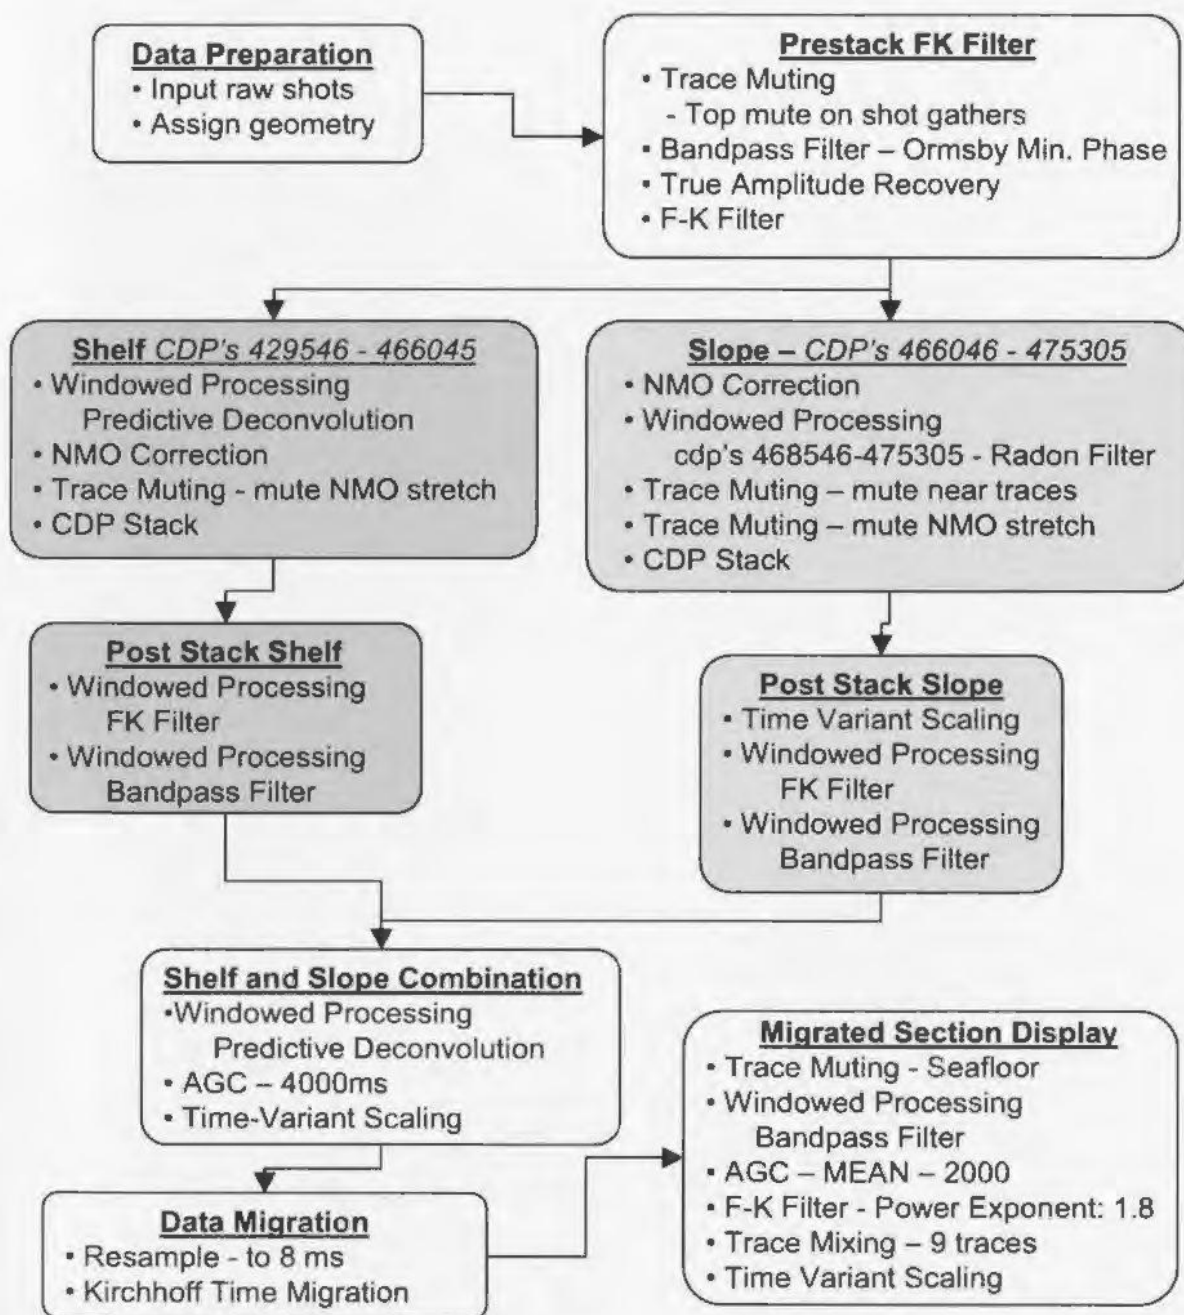 Data Preparation
• Input raw shots
• Assign geometry
Prestack FK Filter
• Trace Muting
- Top mute on shot gathers
• Bandpass Filter – Ormsby Min. Phase
• True Amplitude Recovery
• F-K Filter
Shelf CDP's 429546 - 466045
• Windowed Processing
Predictive Deconvolution
• NMO Correction
• Trace Muting - mute NMO stretch
• CDP Stack
Slope – CDP's 466046 - 475305
• NMO Correction
• Windowed Processing
cdp's 468546-475305 - Radon Filter
• Trace Muting – mute near traces
• Trace Muting – mute NMO stretch
• CDP Stack
Post Stack Shelf
• Windowed Processing
FK Filter
• Windowed Processing
Bandpass Filter
Post Stack Slope
• Time Variant Scaling
• Windowed Processing
FK Filter
• Windowed Processing
Bandpass Filter
Shelf and Slope Combination
•Windowed Processing
Predictive Deconvolution
• AGC – 4000ms
• Time-Variant Scaling
Data Migration
• Resample - to 8 ms
• Kirchhoff Time Migration
Migrated Section Display
• Trace Muting - Seafloor
• Windowed Processing
Bandpass Filter
• AGC – MEAN – 2000
• F-K Filter - Power Exponent: 1.8
• Trace Mixing – 9 traces
• Time Variant Scaling